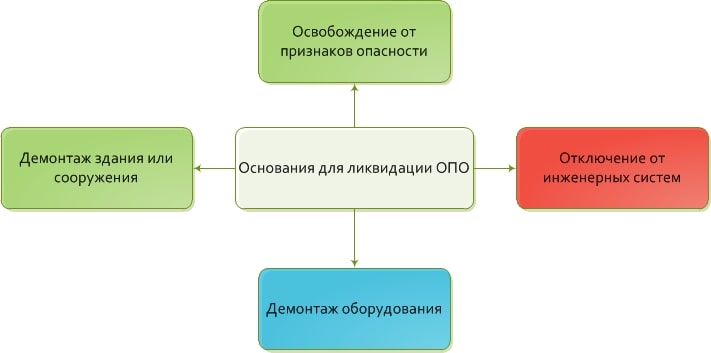 Освобождение от
признаков опасности
Демонтаж здания или
сооружения
Основания для ликвидации ОПО
Отключение от
инженерных систем
Демонтаж оборудования